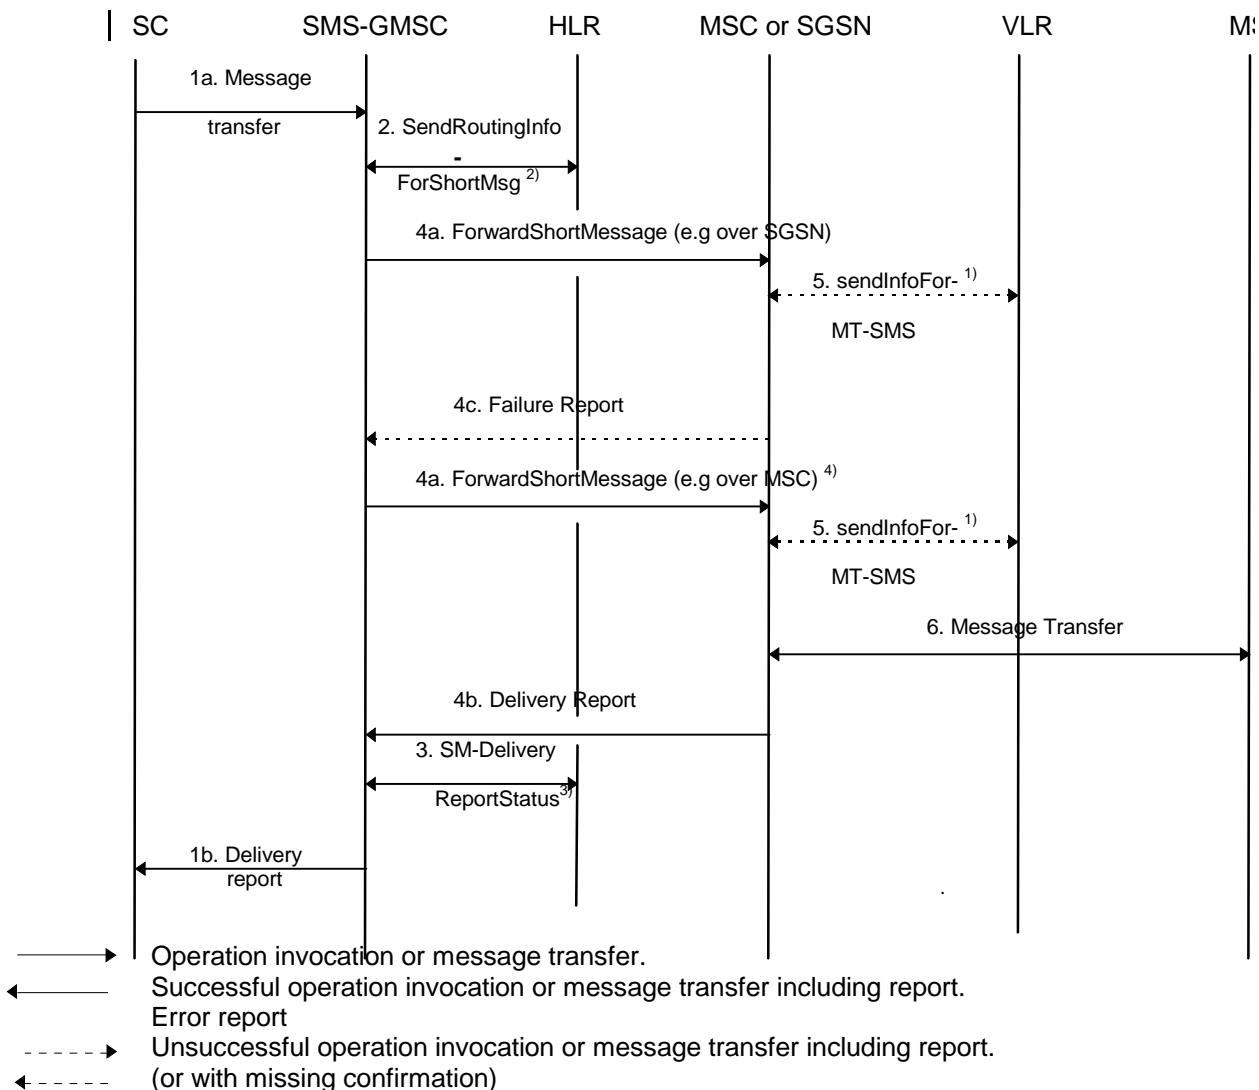 SC SMS-GMSC HLR MSC or SGSN VLR MS
1a. Message
transfer
2. SendRoutingInfo
-
ForShortMsg 2)
4a. ForwardShortMessage (e.g over SGSN)
5. sendInfoFor- 1)
MT-SMS
4c. Failure Report
4a. ForwardShortMessage (e.g over MSC) 4)
5. sendInfoFor- 1)
MT-SMS
6. Message Transfer
4b. Delivery Report
3. SM-Delivery
ReportStatus3)
1b. Delivery
report
.
Operation invocation or message transfer.
Successful operation invocation or message transfer including report.
Error report
Unsuccessful operation invocation or message transfer including report.
(or with missing confirmation)